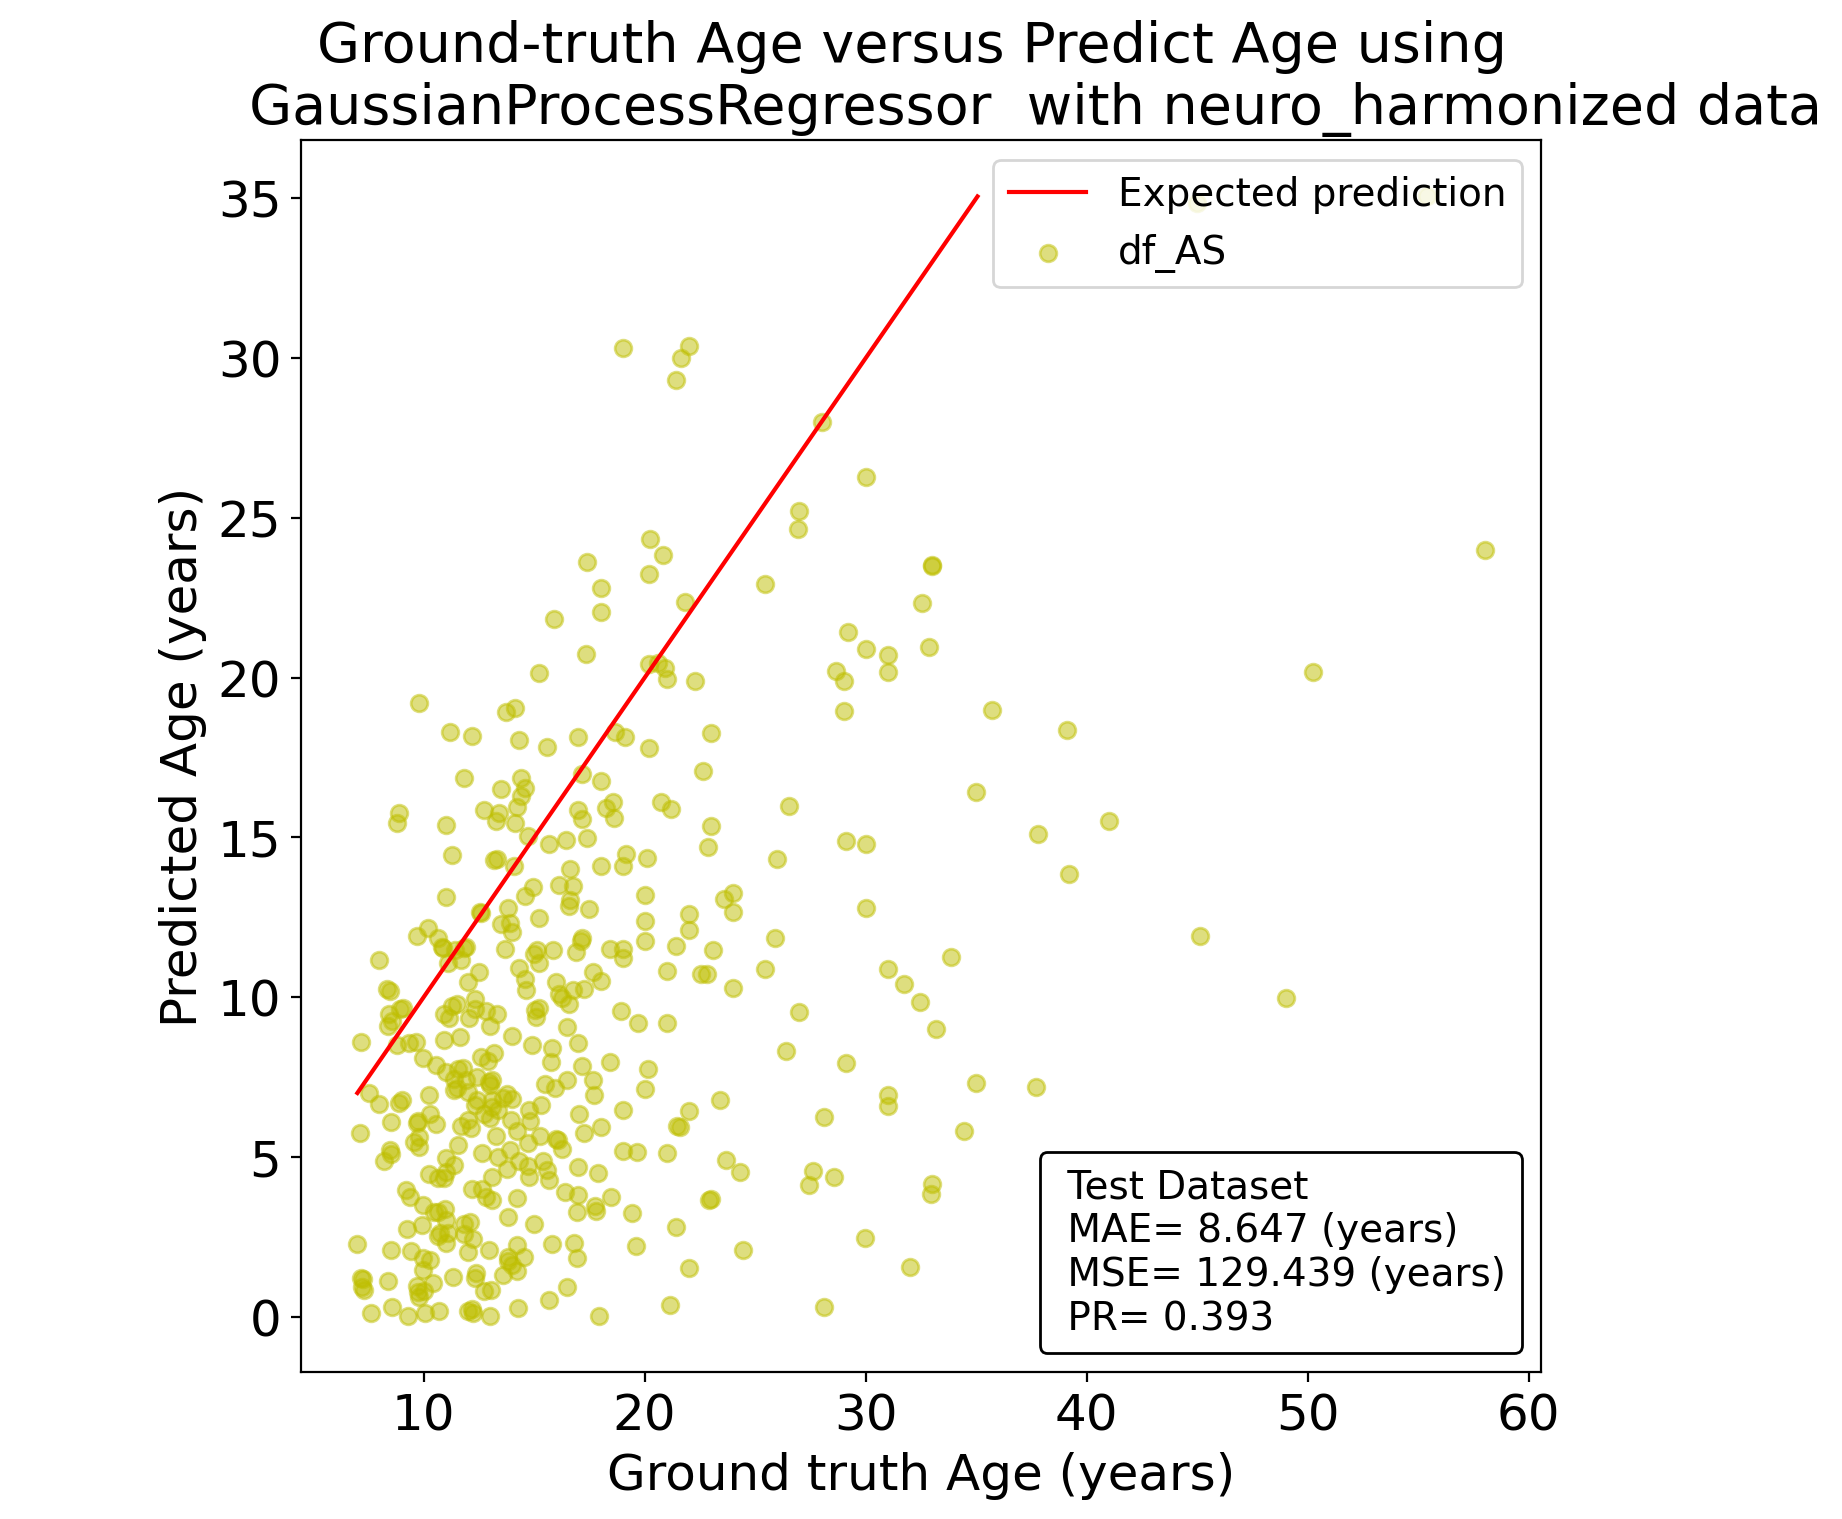 Ground-truth Age versus Predict Age using
GaussianProcessRegressor  with neuro_harmonized data
Expected prediction
df_AS
35
30
25
20
15
10
5
0
Predicted Age (years)
Test Dataset
MAE= 8.647 (years)
MSE= 129.439 (years)
PR= 0.393
10 20 30 40 50 60
Ground truth Age (years)